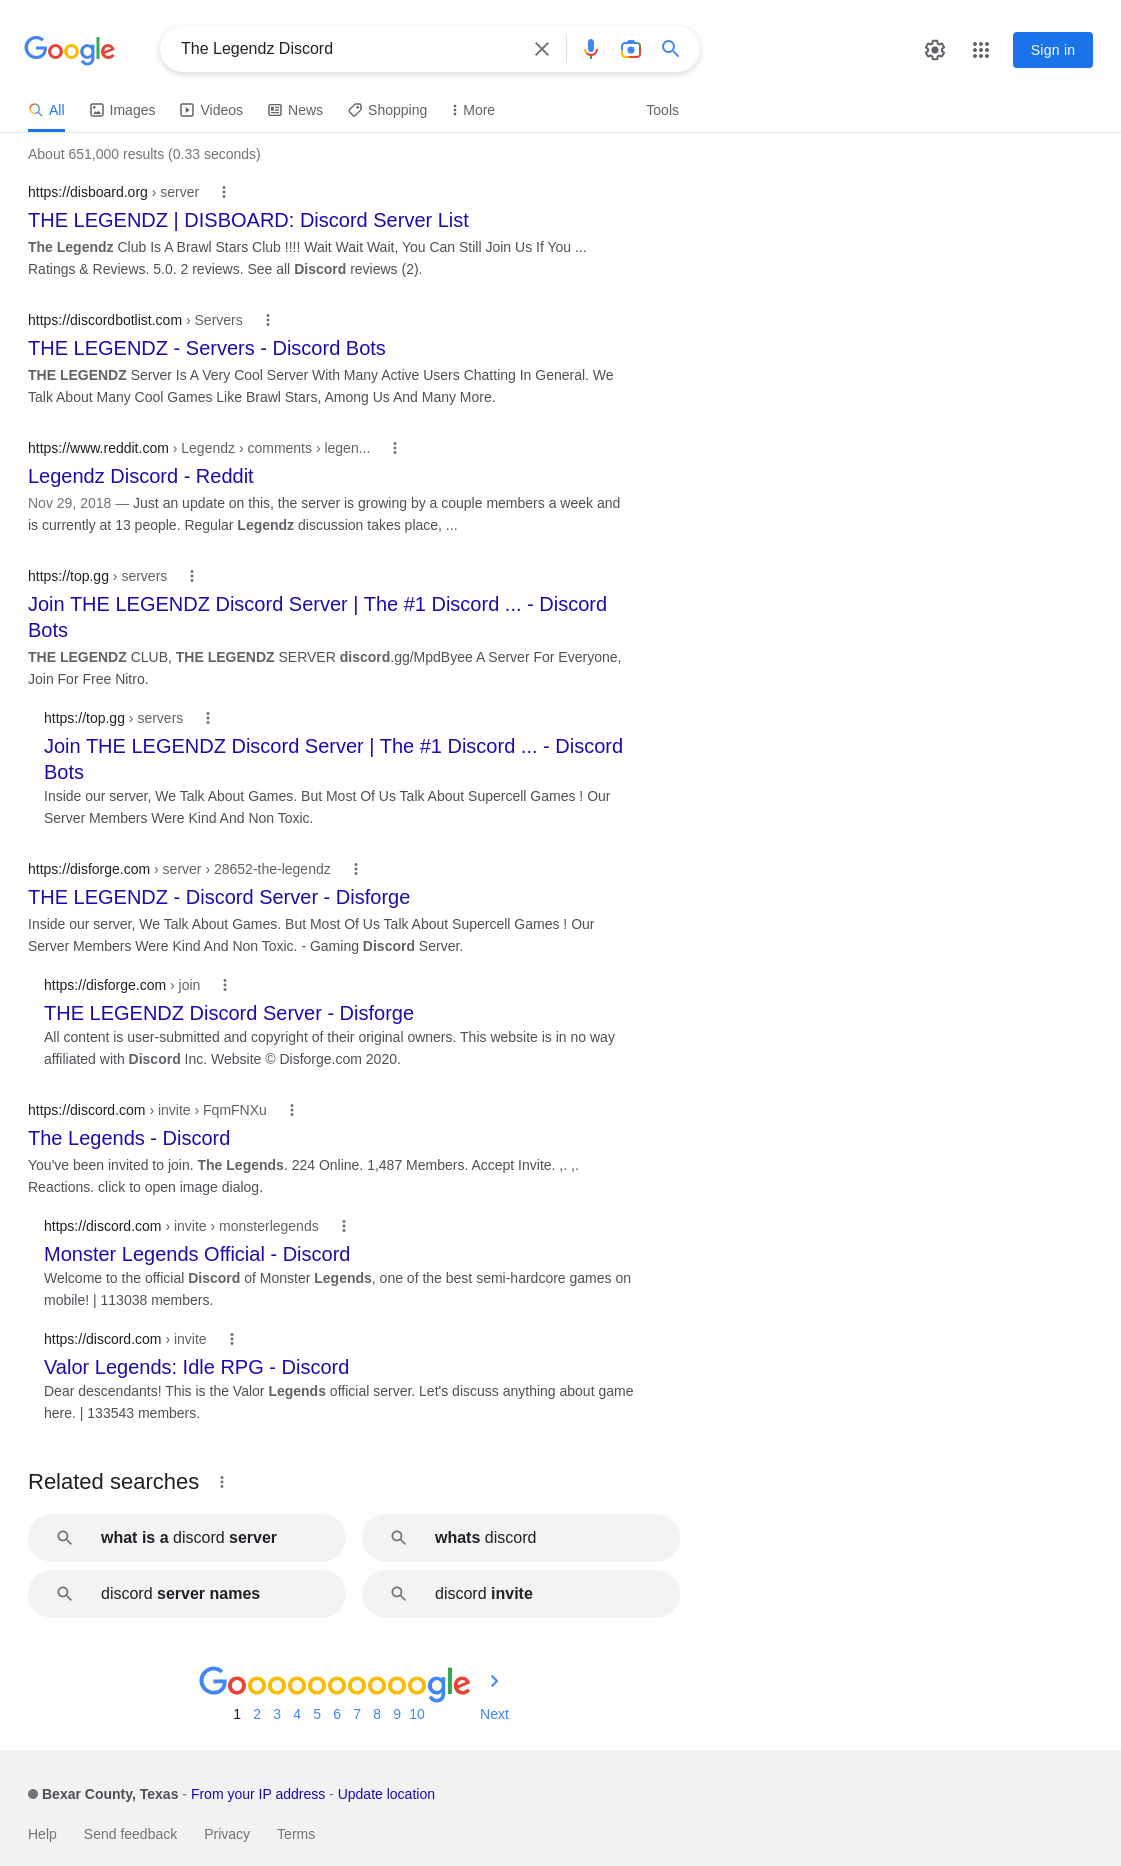 Google
The Legendz Discord
Sign in
All Images Videos News Shopping More Tools
About 651,000 results (0.33 seconds)
https://disboard.org › server
THE LEGENDZ | DISBOARD: Discord Server List
The Legendz Club Is A Brawl Stars Club !!!! Wait Wait Wait, You Can Still Join Us If You ...
Ratings & Reviews. 5.0. 2 reviews. See all Discord reviews (2).
https://discordbotlist.com › Servers
THE LEGENDZ - Servers - Discord Bots
THE LEGENDZ Server Is A Very Cool Server With Many Active Users Chatting In General. We
Talk About Many Cool Games Like Brawl Stars, Among Us And Many More.
https://www.reddit.com › Legendz › comments › legen...
Legendz Discord - Reddit
Nov 29, 2018 — Just an update on this, the server is growing by a couple members a week and
is currently at 13 people. Regular Legendz discussion takes place, ...
https://top.gg › servers
Join THE LEGENDZ Discord Server | The #1 Discord ... - Discord
Bots
THE LEGENDZ CLUB, THE LEGENDZ SERVER discord.gg/MpdByee A Server For Everyone,
Join For Free Nitro.
https://top.gg › servers
Join THE LEGENDZ Discord Server | The #1 Discord ... - Discord
Bots
Inside our server, We Talk About Games. But Most Of Us Talk About Supercell Games ! Our
Server Members Were Kind And Non Toxic.
https://disforge.com › server › 28652-the-legendz
THE LEGENDZ - Discord Server - Disforge
Inside our server, We Talk About Games. But Most Of Us Talk About Supercell Games ! Our
Server Members Were Kind And Non Toxic. - Gaming Discord Server.
https://disforge.com › join
THE LEGENDZ Discord Server - Disforge
All content is user-submitted and copyright of their original owners. This website is in no way
affiliated with Discord Inc. Website © Disforge.com 2020.
https://discord.com › invite › FqmFNXu
The Legends - Discord
You've been invited to join. The Legends. 224 Online. 1,487 Members. Accept Invite. ,. ,.
Reactions. click to open image dialog.
https://discord.com › invite › monsterlegends
Monster Legends Official - Discord
Welcome to the official Discord of Monster Legends, one of the best semi-hardcore games on
mobile! | 113038 members.
https://discord.com › invite
Valor Legends: Idle RPG - Discord
Dear descendants! This is the Valor Legends official server. Let's discuss anything about game
here. | 133543 members.
Related searches
what is a discord server
whats discord
discord server names
discord invite
Goooooooooogle
1 2 3 4 5 6 7 8 9 10 Next
Bexar County, Texas - From your IP address - Update location
Help Send feedback Privacy Terms